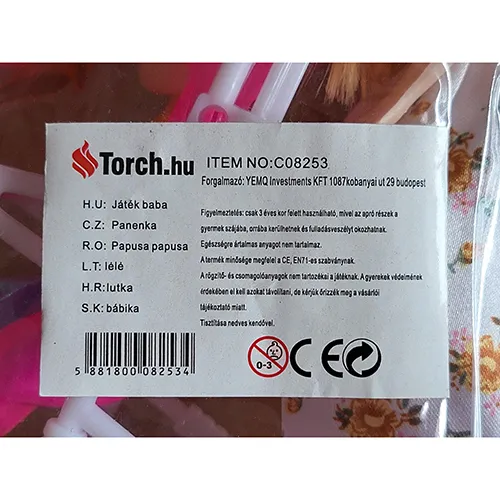 Torch.hu
ITEM NO:C08253
Forgalmazó: YEMQ Investments KFT 1087kobanyai ut 29 budapest
H.U: Játék baba
C.Z: Panenka
R.O: Papusa papusa
L.T: lélé
H.R: lutka
S.K: bábika
Figyelmeztetés: csak 3 éves kor felett használható, mivel az apró részek a
gyermek szájába, orrába kerülhetnek és fulladásveszélyt okozhatnak.
Egészségre ártalmas anyagot nem tartalmaz.
A termék minősége megfelel a CE, EN71-es szabványnak.
A rögzitő- és csomagolóanyagok nem tartozékai a játéknak. A gyerekek védelmének
érdekében el kell azokat távolítani, de kérjük őrizzék meg a vásárlói
tájékoztató miatt.
Tisztítása nedves kendővel.
5 881800 082534
0-3
CE